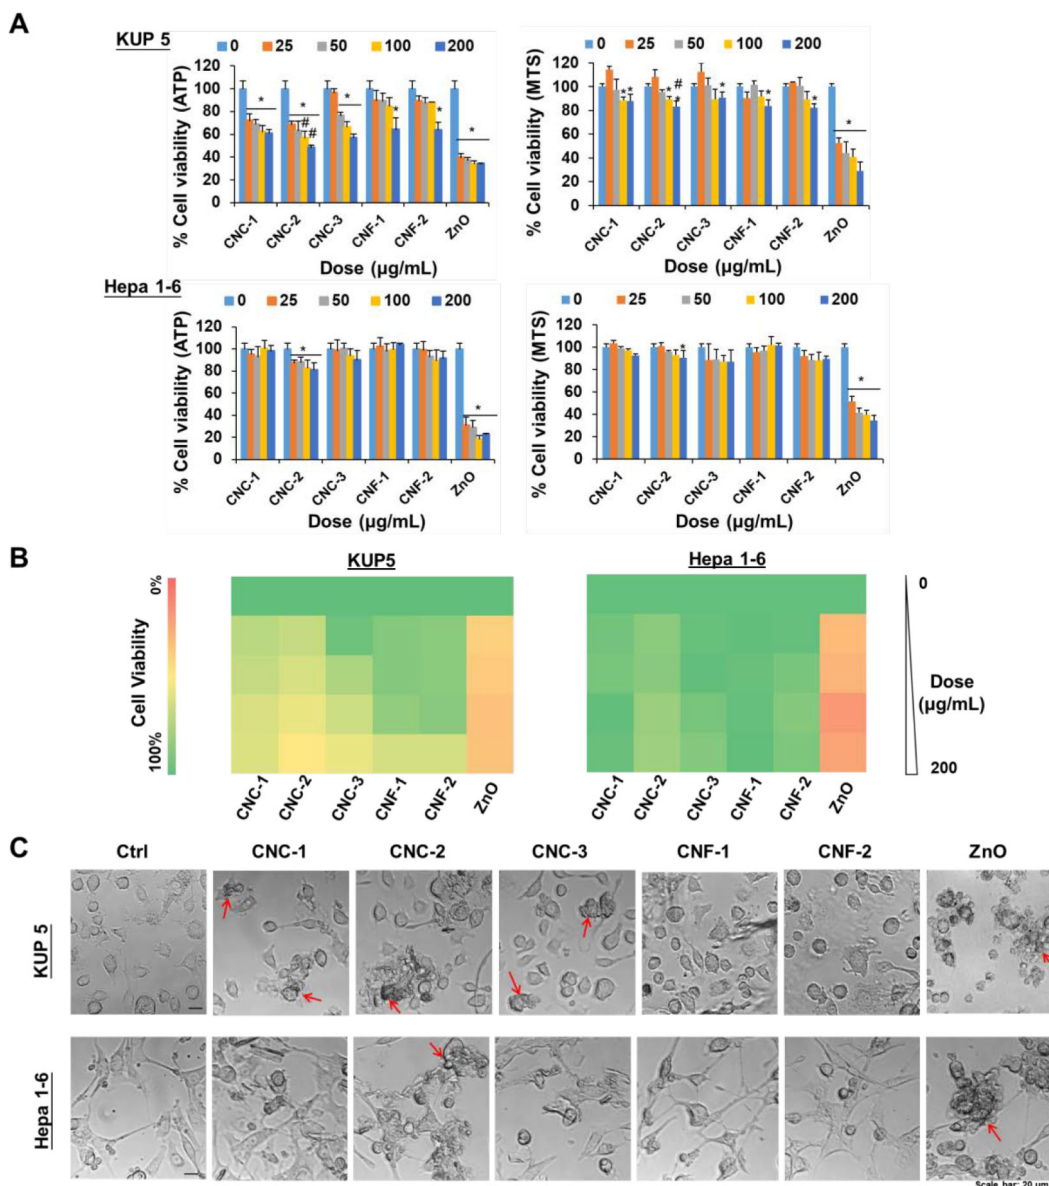 A
KUP 5
0 25 50 100 200
% Cell viability (ATP)
120
100
80
60
40
20
0
* * * * * *
# #
CNC-1 CNC-2 CNC-3 CNF-1 CNF-2 ZnO
Dose (µg/mL)
0 25 50 100 200
% Cell viability (MTS)
120
100
80
60
40
20
0
** # * * * * *
CNC-1 CNC-2 CNC-3 CNF-1 CNF-2 ZnO
Dose (µg/mL)
Hepa 1-6
0 25 50 100 200
% Cell viability (ATP)
120
100
80
60
40
20
0
* *
CNC-1 CNC-2 CNC-3 CNF-1 CNF-2 ZnO
Dose (µg/mL)
0 25 50 100 200
% Cell viability (MTS)
120
100
80
60
40
20
0
* *
CNC-1 CNC-2 CNC-3 CNF-1 CNF-2 ZnO
Dose (µg/mL)
B
KUP5
Hepa 1-6
0%
Cell Viability
100%
0
Dose
(µg/mL)
200
CNC-1 CNC-2 CNC-3 CNF-1 CNF-2 ZnO
CNC-1 CNC-2 CNC-3 CNF-1 CNF-2 ZnO
C
Ctrl CNC-1 CNC-2 CNC-3 CNF-1 CNF-2 ZnO
KUP 5
Hepa 1-6
Scale bar: 20 µm